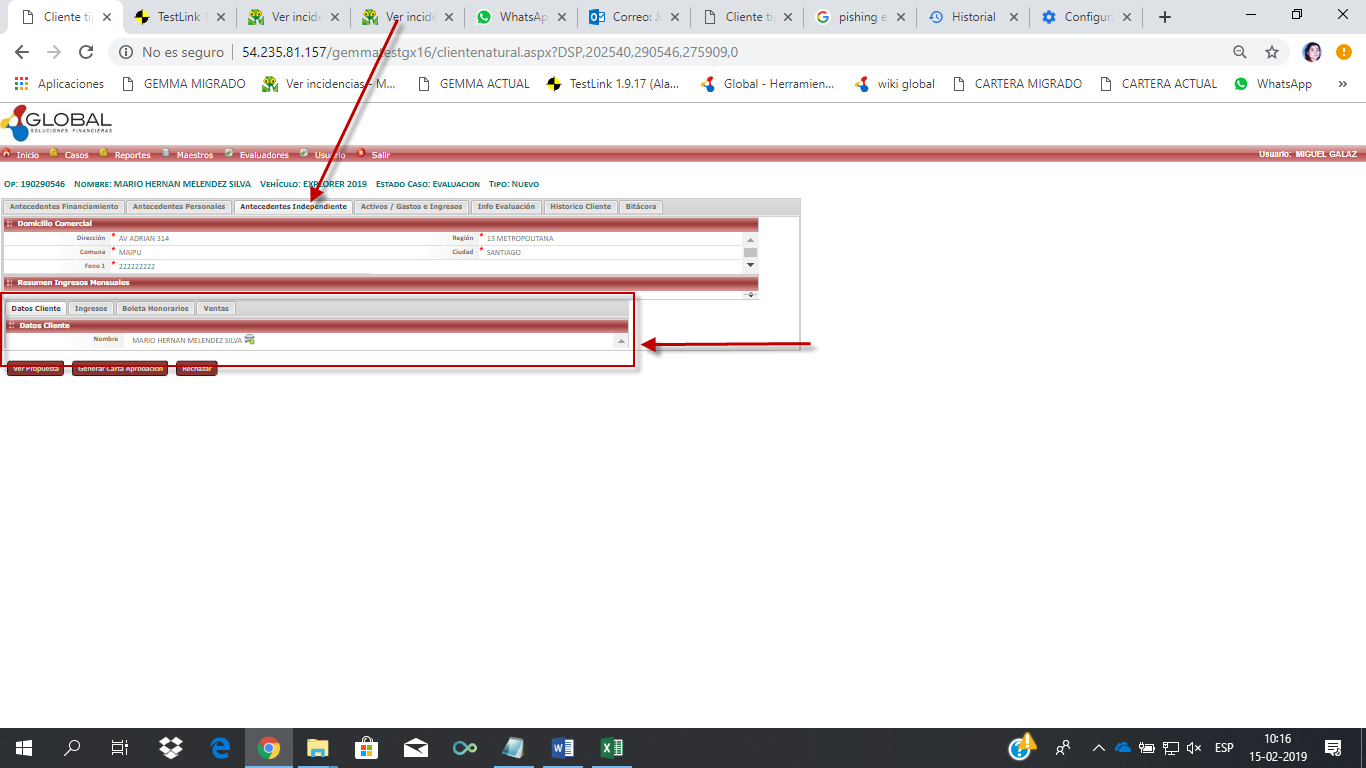 Cliente ti
TestLink 1
Ver incide
Ver incide
WhatsAp
Correo: Ji
Cliente tip
pishing e
Historial
Configura
No es seguro | 54.235.81.157/gemmatestgx16/clientenatural.aspx?DSP,202540,290546,275909,0
Aplicaciones
GEMMA MIGRADO
Ver incidencias - M...
GEMMA ACTUAL
TestLink 1.9.17 (Ala...
Global - Herramien...
wiki global
CARTERA MIGRADO
CARTERA ACTUAL
WhatsApp
»
GLOBAL
SOLUCIONES FINANCIERAS
Inicio Casos Reportes Maestros Evaluadores Usuario Salir
Usuario: MIGUEL GALAZ
Op: 190290546 Nombre: MARIO HERNAN MELENDEZ SILVA Vehículo: EXPLORER 2019 Estado Caso: Evaluacion Tipo: Nuevo
Antecedentes Financiamiento Antecedentes Personales Antecedentes Independiente Activos / Gastos e Ingresos Info Evaluación Historico Cliente Bitácora
Domicilio Comercial
Dirección * AV ADRIAN 314 Región * 13 METROPOLITANA
Comuna * MAIPU Ciudad * SANTIAGO
Fono 1 * 222222222
Resumen Ingresos Mensuales
Datos Cliente Ingresos Boleta Honorarios Ventas
Datos Cliente
Nombre MARIO HERNAN MELENDEZ SILVA
Ver Propuesta Generar Carta Aprobación Rechazar
ESP
10:16
15-02-2019